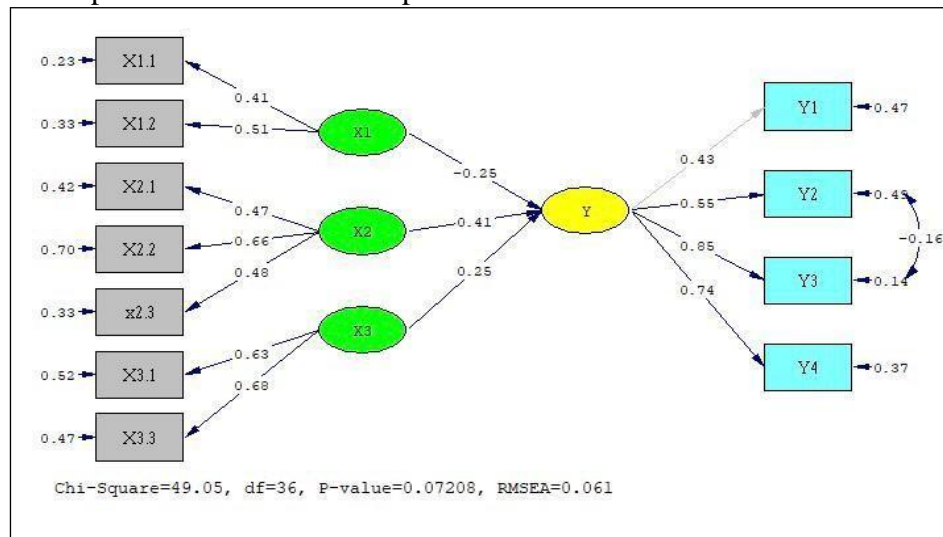 0.23 X1.1
0.41
0.33 X1.2
0.51
X1
0.42 X2.1
0.47
0.70 X2.2
0.66
X2
0.33 x2.3
0.48
0.52 X3.1
0.63
X3
0.47 X3.3
0.68
-0.25
0.41
0.25
Y
0.43
Y1 0.47
0.55
Y2
-0.16
0.85
Y3 0.14
0.74
Y4 0.37
Chi-Square=49.05, df=36, P-value=0.07208, RMSEA=0.061